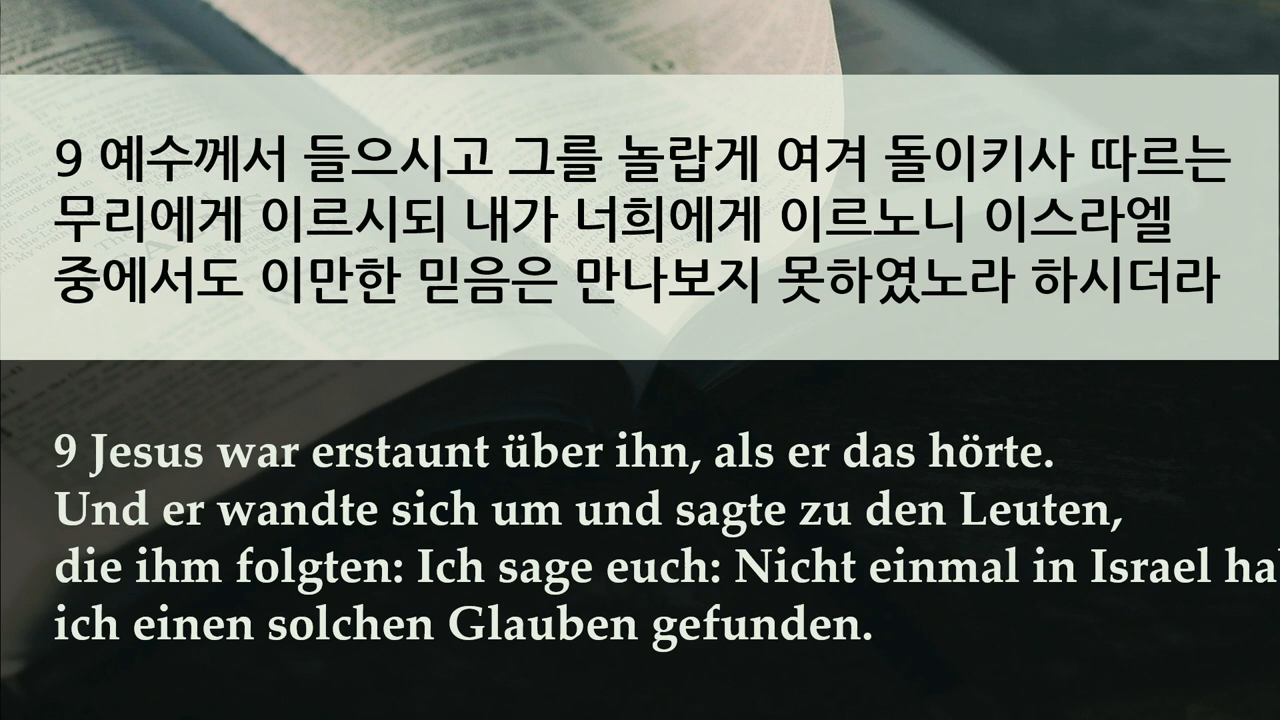 9 예수께서 들으시고 그를 놀랍게 여겨 돌이키사 따르는
무리에게 이르시되 내가 너희에게 이르노니 이스라엘
중에서도 이만한 믿음은 만나보지 못하였노라 하시더라
9 Jesus war erstaunt über ihn, als er das hörte.
Und er wandte sich um und sagte zu den Leuten,
die ihm folgten: Ich sage euch: Nicht einmal in Israel
ich einen solchen Glauben gefunden.